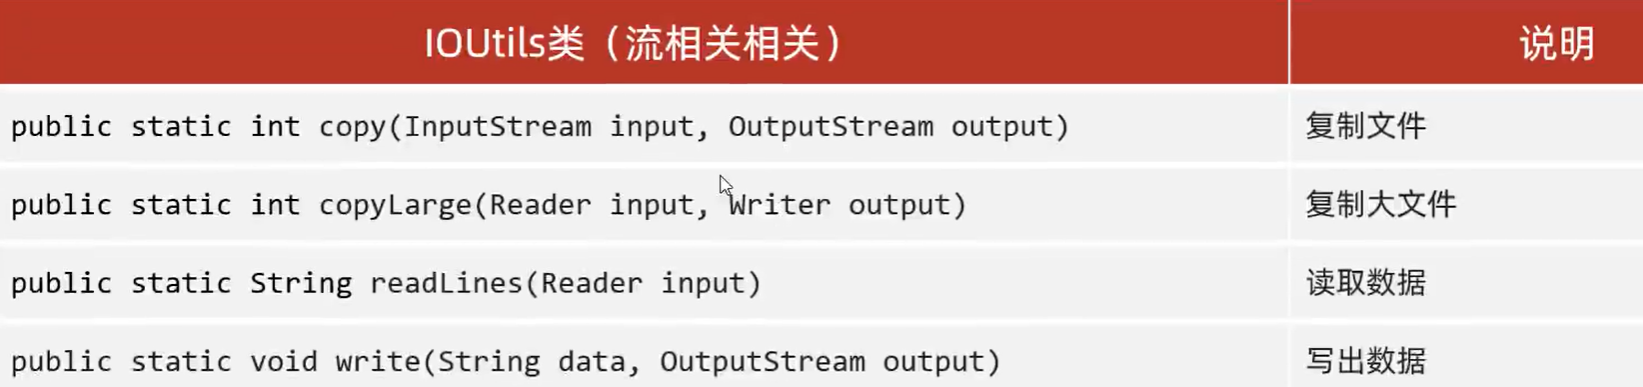 IOUtils类（流相关相关） 说明
public static int copy(InputStream input, OutputStream output) 复制文件
public static int copyLarge(Reader input, Writer output) 复制大文件
public static String readLines(Reader input) 读取数据
public static void write(String data, OutputStream output) 写出数据